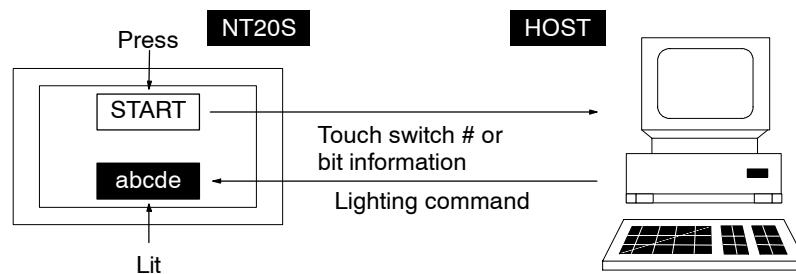 NT20S
HOST
Press
START
Touch switch # or
bit information
abcde
Lighting command
Lit